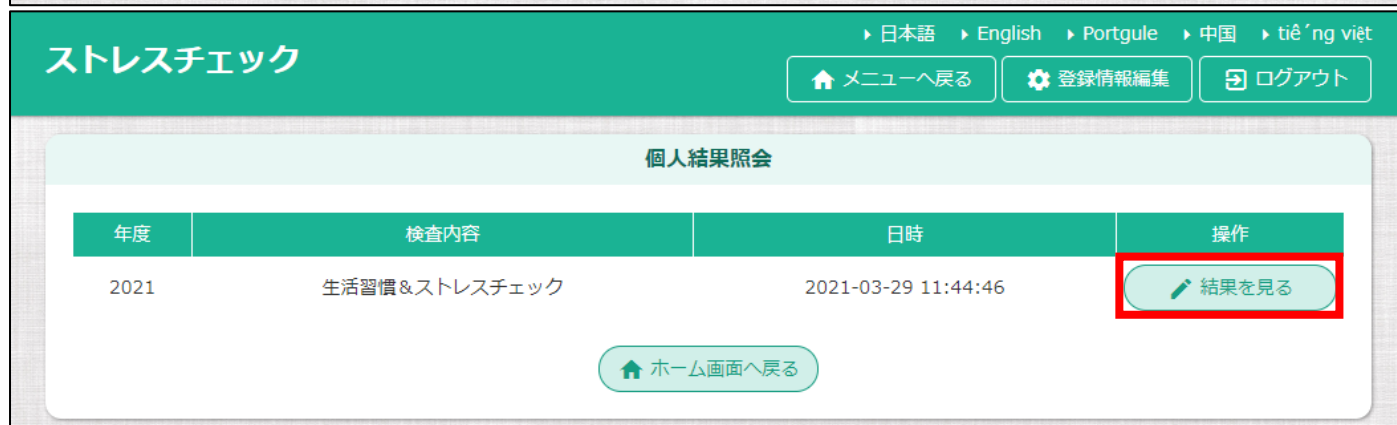 ストレスチェック
日本語 English Portgule 中国 tiế´ng việt
メニューへ戻る 登録情報編集 ログアウト
個人結果照会
年度 検査内容 日時 操作
2021 生活習慣&ストレスチェック 2021-03-29 11:44:46 結果を見る
ホーム画面へ戻る